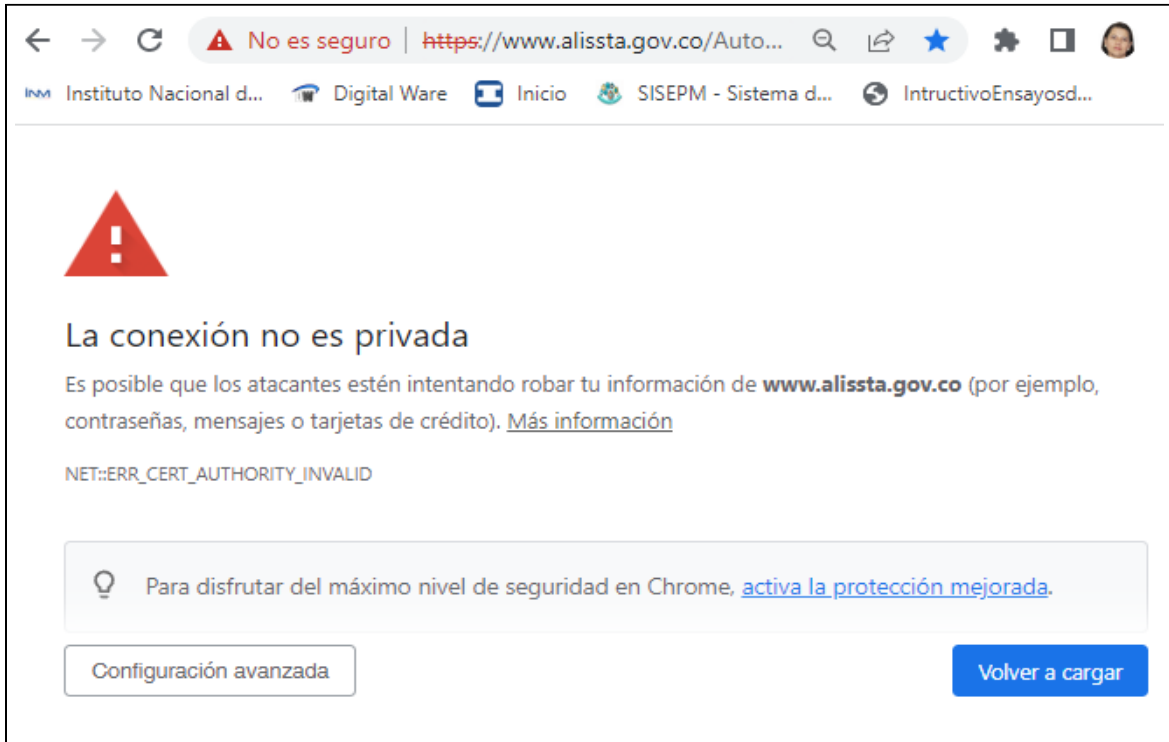 No es seguro | https://www.alissta.gov.co/Auto...
INM Instituto Nacional d... Digital Ware Inicio SISEPM - Sistema d... IntructivoEnsayosd...
La conexión no es privada
Es posible que los atacantes estén intentando robar tu información de www.alissta.gov.co (por ejemplo,
contraseñas, mensajes o tarjetas de crédito). Más información
NET::ERR_CERT_AUTHORITY_INVALID
Para disfrutar del máximo nivel de seguridad en Chrome, activa la protección mejorada.
Configuración avanzada Volver a cargar